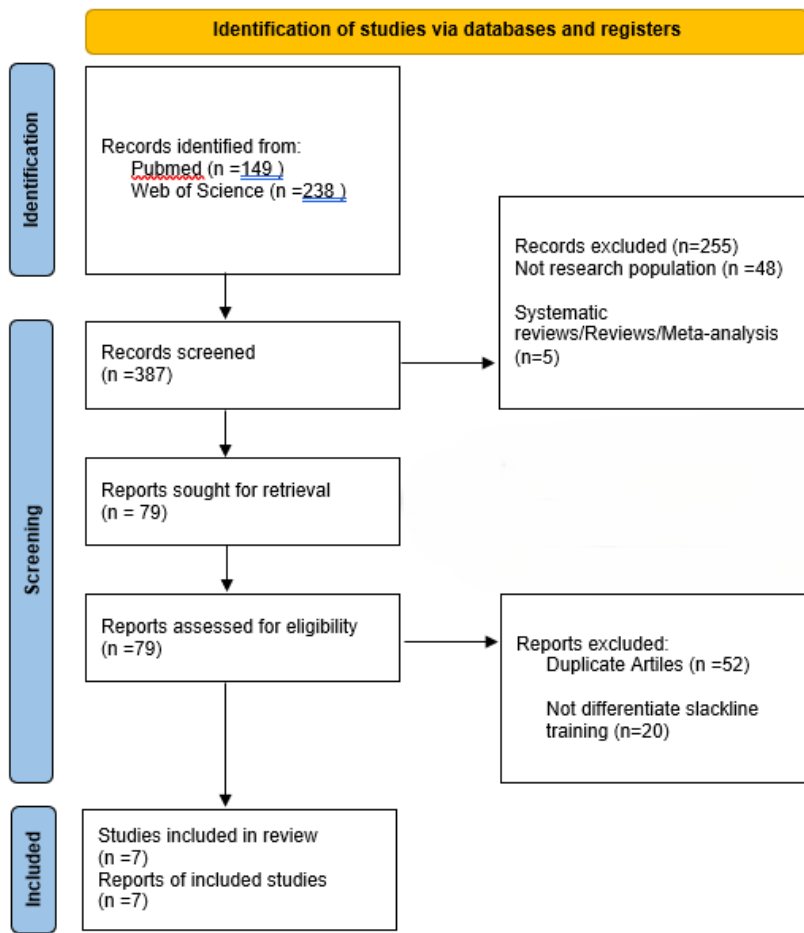 Identification of studies via databases and registers
Identification
Records identified from:
Pubmed (n =149 )
Web of Science (n =238 )
Records excluded (n=255)
Not research population (n =48)
Systematic
reviews/Reviews/Meta-analysis
(n=5)
Screening
Records screened
(n =387)
Reports sought for retrieval
(n = 79)
Reports assessed for eligibility
(n =79)
Reports excluded:
Duplicate Artiles (n =52)
Not differentiate slackline
training (n=20)
Included
Studies included in review
(n =7)
Reports of included studies
(n =7)